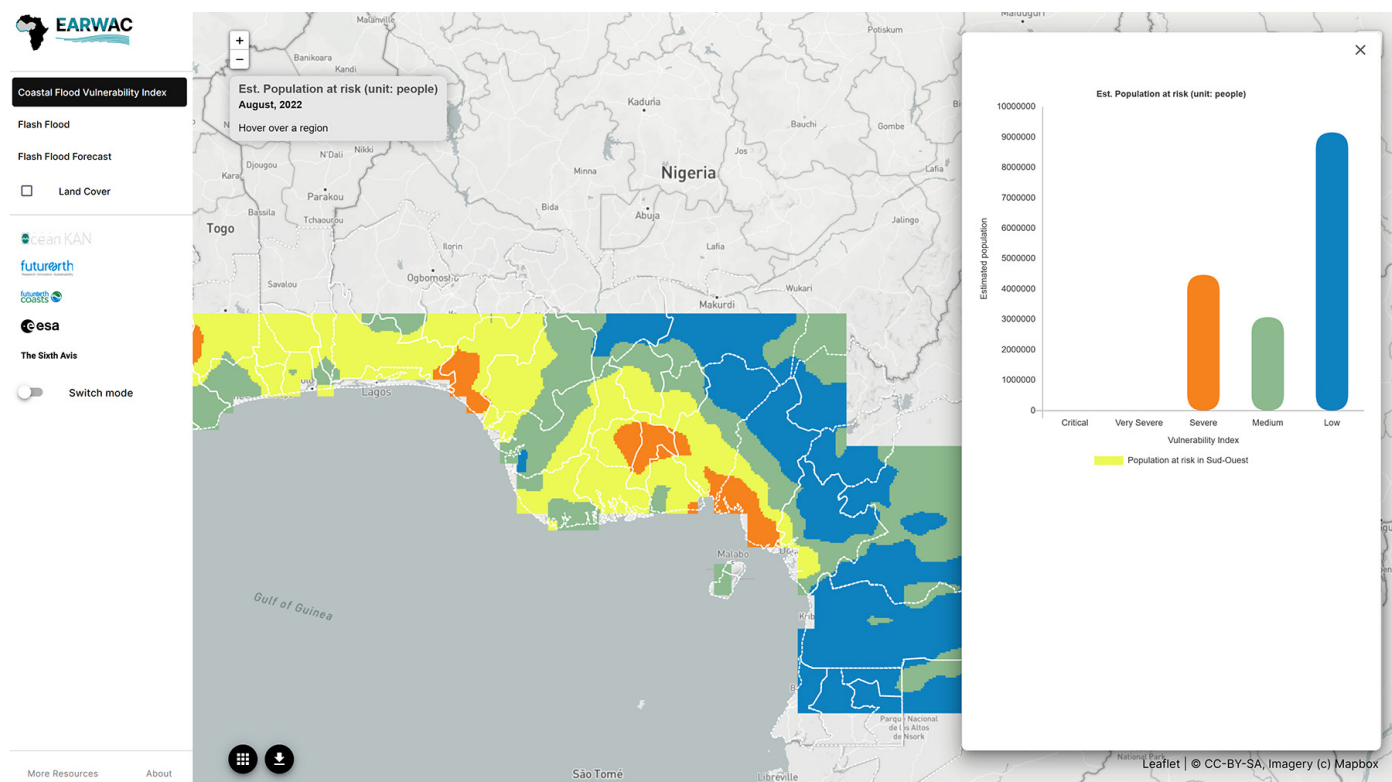 EARWAC
Coastal Flood Vulnerability Index
Flash Flood
Flash Flood Forecast
Land Cover
océan KAN
futurearth
futurearth
coasts
esa
The Sixth Avis
Switch mode
More Resources
About
+
−
Est. Population at risk (unit: people)
August, 2022
Hover over a region
Malanville
Banikoara
Kandi
N'Dali
Nikki
Djougou
Kara
Parakou
Bassila
Tchaourou
Togo
Savalou
Ilorin
Ogbomosho
Bida
Minna
Kaduna
Nigeria
Abuja
Jos
Bauchi
Gombe
Potiskum
Maiduguri
Lafia
Jalingo
Lafia
Wukari
Makurdi
Lagos
Malabo
Gulf of Guinea
São Tomé
Libreville
Parque Nacional
de los Altos
de Nsork
National Park
×
Est. Population at risk (unit: people)
10000000
9000000
8000000
7000000
6000000
5000000
4000000
3000000
2000000
1000000
0
Estimated population
Critical
Very Severe
Severe
Medium
Low
Vulnerability Index
Population at risk in Sud-Ouest
Leaflet | © CC-BY-SA, Imagery (c) Mapbox